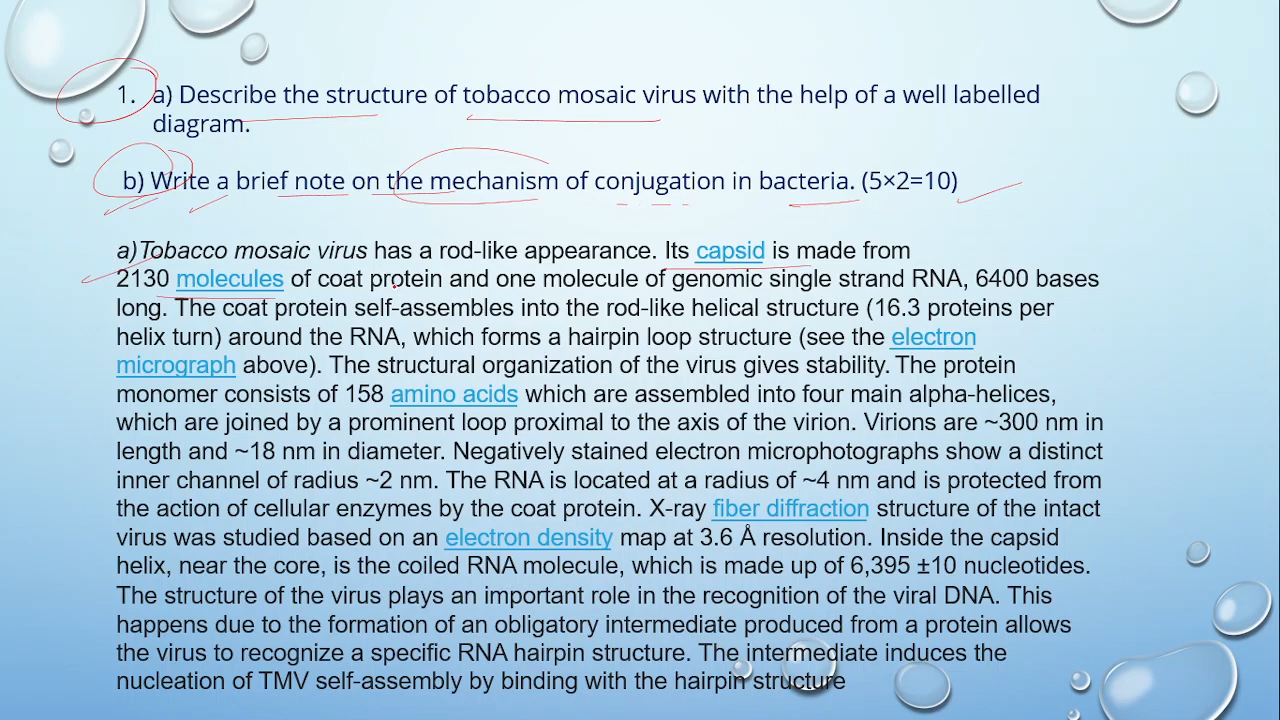 1. a) Describe the structure of tobacco mosaic virus with the help of a well labelled
diagram.
b) Write a brief note on the mechanism of conjugation in bacteria. (5×2=10)
a)Tobacco mosaic virus has a rod-like appearance. Its capsid is made from
2130 molecules of coat protein and one molecule of genomic single strand RNA, 6400 bases
long. The coat protein self-assembles into the rod-like helical structure (16.3 proteins per
helix turn) around the RNA, which forms a hairpin loop structure (see the electron
micrograph above). The structural organization of the virus gives stability. The protein
monomer consists of 158 amino acids which are assembled into four main alpha-helices,
which are joined by a prominent loop proximal to the axis of the virion. Virions are ~300 nm in
length and ~18 nm in diameter. Negatively stained electron microphotographs show a distinct
inner channel of radius ~2 nm. The RNA is located at a radius of ~4 nm and is protected from
the action of cellular enzymes by the coat protein. X-ray fiber diffraction structure of the intact
virus was studied based on an electron density map at 3.6 Å resolution. Inside the capsid
helix, near the core, is the coiled RNA molecule, which is made up of 6,395 ±10 nucleotides.
The structure of the virus plays an important role in the recognition of the viral DNA. This
happens due to the formation of an obligatory intermediate produced from a protein allows
the virus to recognize a specific RNA hairpin structure. The intermediate induces the
nucleation of TMV self-assembly by binding with the hairpin structure